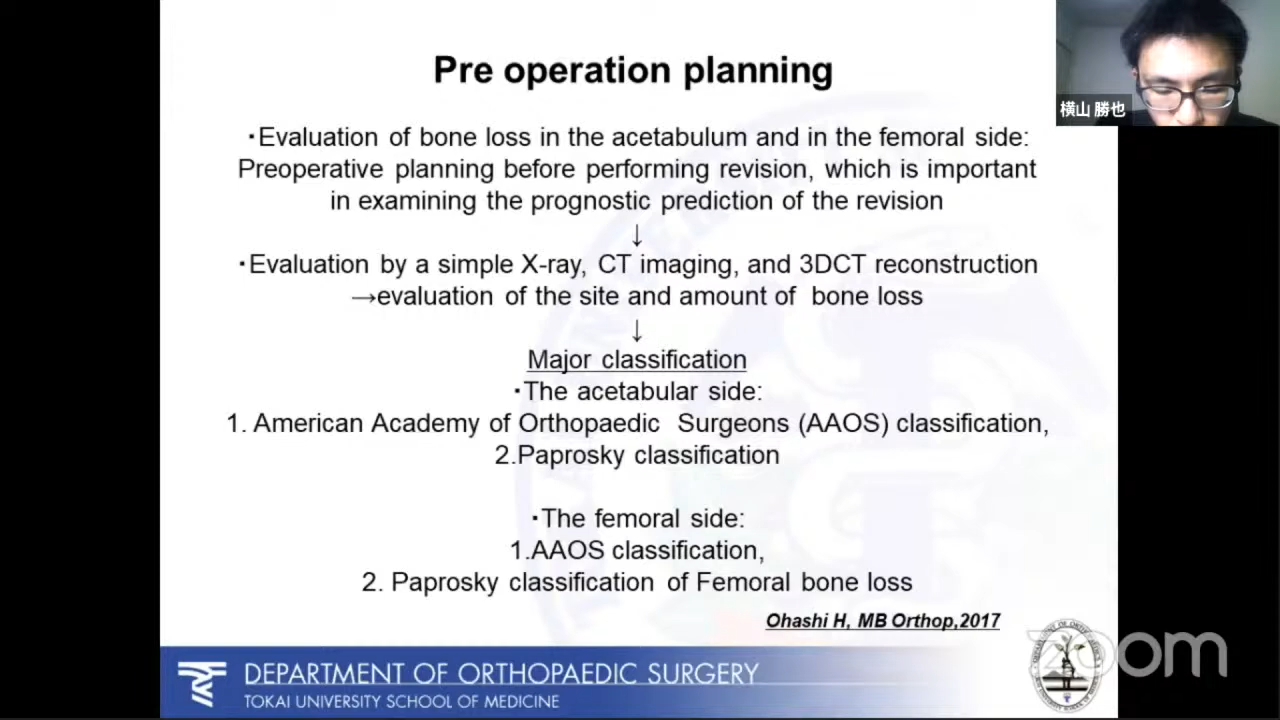 Pre operation planning
横山 勝也
・Evaluation of bone loss in the acetabulum and in the femoral side:
Preoperative planning before performing revision, which is important
in examining the prognostic prediction of the revision
↓
・Evaluation by a simple X-ray, CT imaging, and 3DCT reconstruction
→evaluation of the site and amount of bone loss
↓
Major classification
・The acetabular side:
1. American Academy of Orthopaedic Surgeons (AAOS) classification,
2.Paprosky classification
・The femoral side:
1.AAOS classification,
2. Paprosky classification of Femoral bone loss
Ohashi H, MB Orthop,2017
DEPARTMENT OF ORTHOPAEDIC SURGERY
TOKAI UNIVERSITY SCHOOL OF MEDICINE
zoom